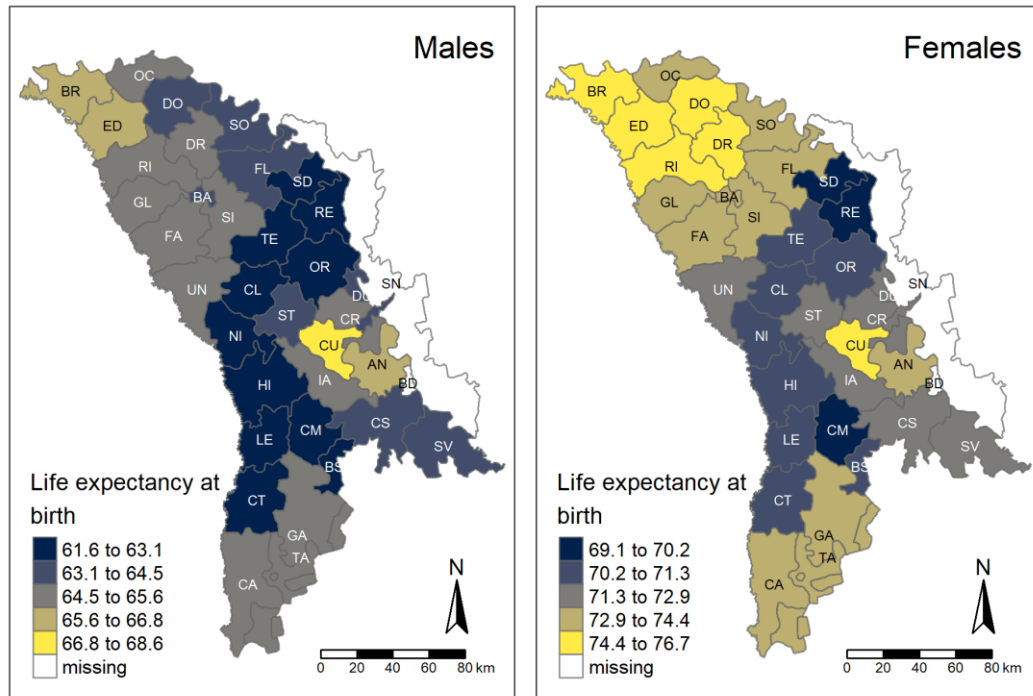 Males
OC
BR
DO
ED
SO
DR
RI
FL
SD
BA
GL
SI
RE
FA
TE
OR
UN
CL
SN
DU
ST
CR
NI
CU
AN
IA
HI
BD
LE
CM
CS
SV
BS
CT
GA
TA
CA
Life expectancy at
birth
61.6 to 63.1
63.1 to 64.5
64.5 to 65.6
65.6 to 66.8
66.8 to 68.6
missing
N
0 20 40 60 80 km
Females
OC
BR
DO
ED
SO
DR
RI
FL
SD
BA
GL
SI
RE
FA
TE
OR
UN
CL
SN
DU
ST
CR
NI
CU
AN
IA
HI
BD
LE
CM
CS
SV
BS
CT
GA
TA
CA
Life expectancy at
birth
69.1 to 70.2
70.2 to 71.3
71.3 to 72.9
72.9 to 74.4
74.4 to 76.7
missing
N
0 20 40 60 80 km